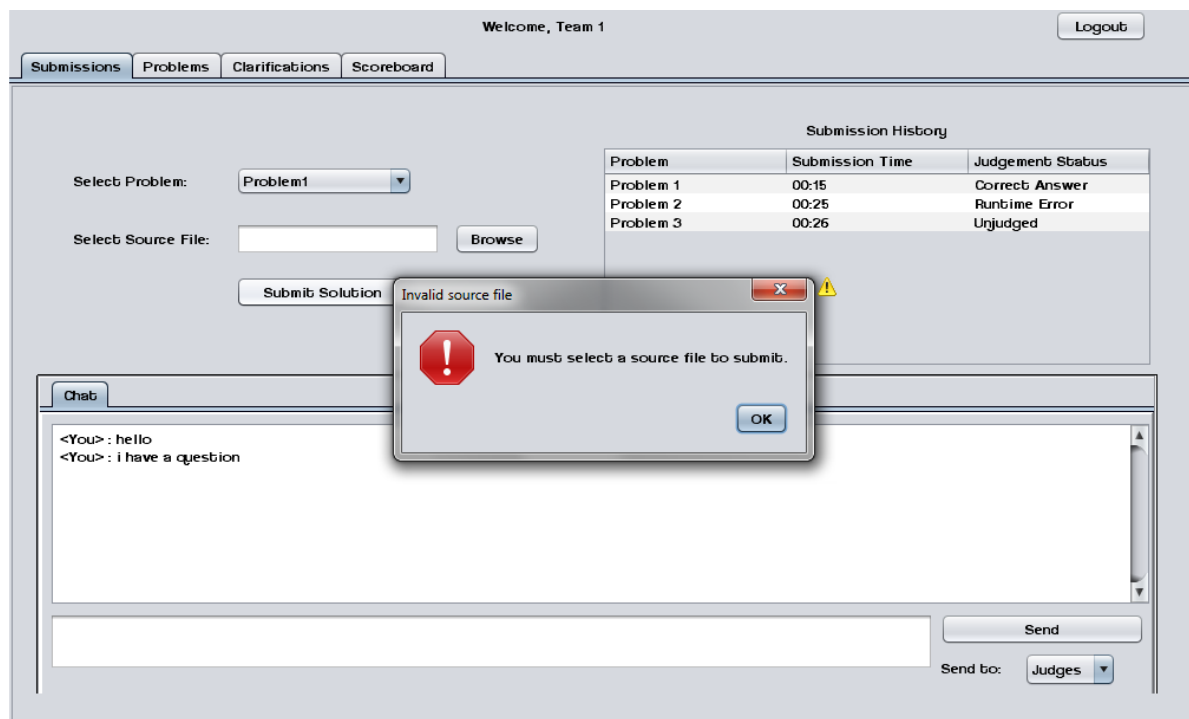 Welcome, Team 1
Logout
Submissions Problems Clarifications Scoreboard
Submission History
Problem Submission Time Judgement Status
Select Problem: Problem1
Problem 1 00:15 Correct Answer
Problem 2 00:25 Runtime Error
Problem 3 00:26 Unjudged
Select Source File: Browse
Submit Solution
Invalid source file
You must select a source file to submit.
OK
Chat
<You> : hello
<You> : i have a question
Send
Send to: Judges